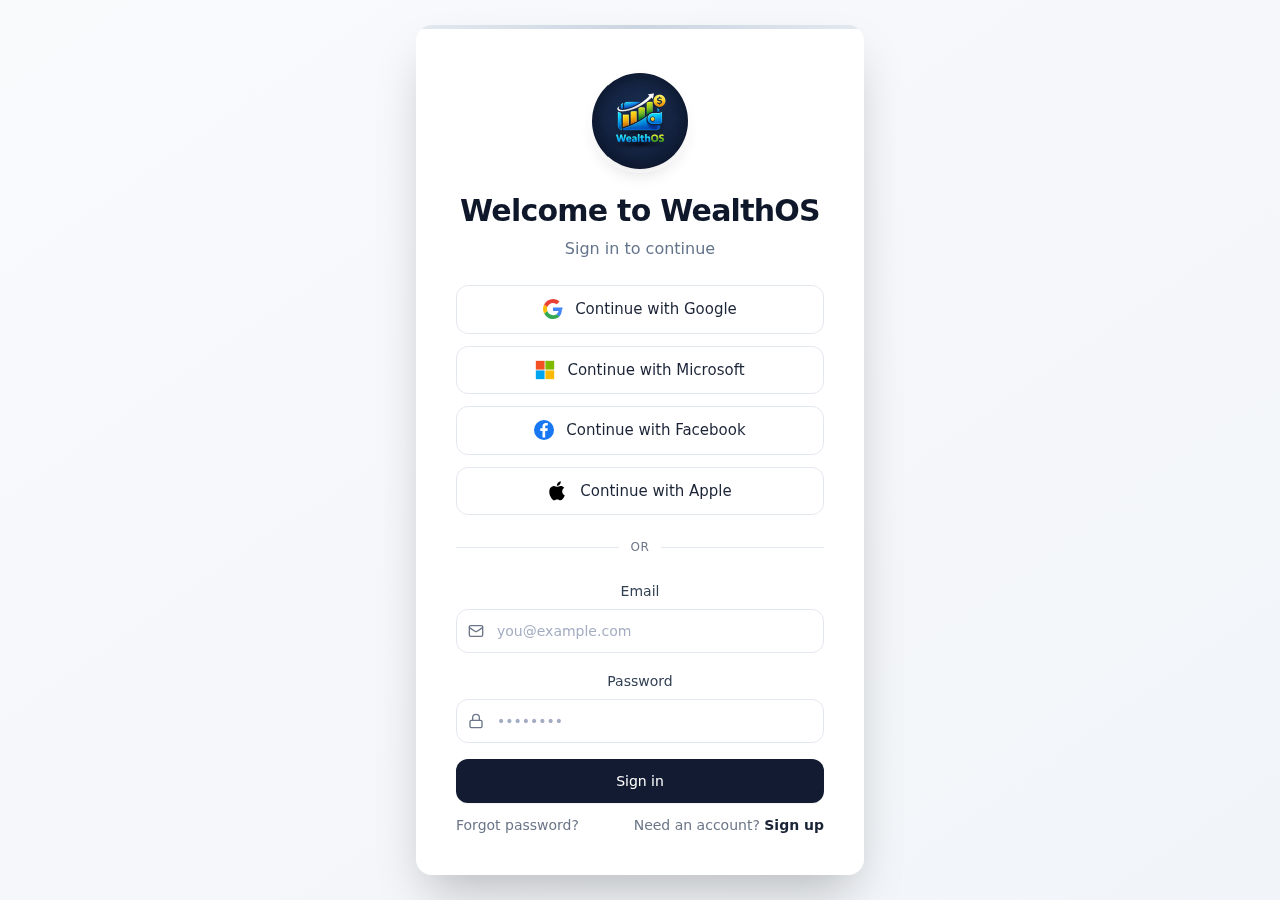 $
WealthOS
Welcome to WealthOS
Sign in to continue
Continue with Google
Continue with Microsoft
Continue with Facebook
Continue with Apple
OR
Email
you@example.com
Password
••••••••
Sign in
Forgot password? Need an account? Sign up